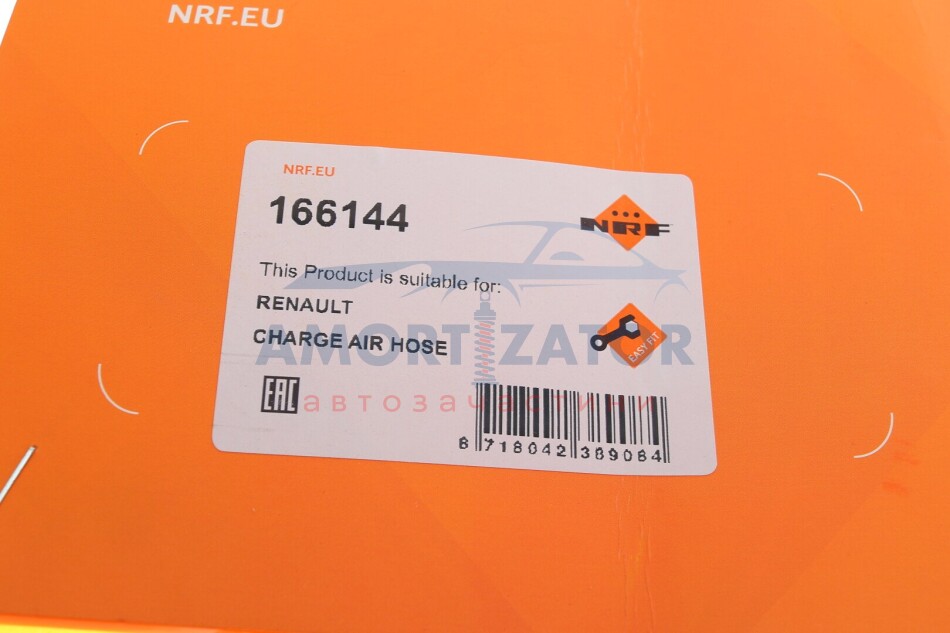 NRF.EU
NRF.EU
166144
NRF
This Product is suitable for:
RENAULT
CHARGE AIR HOSE
EASY FIT
AMORTIZATOR
EAC
автозачастини
8 718042 389084